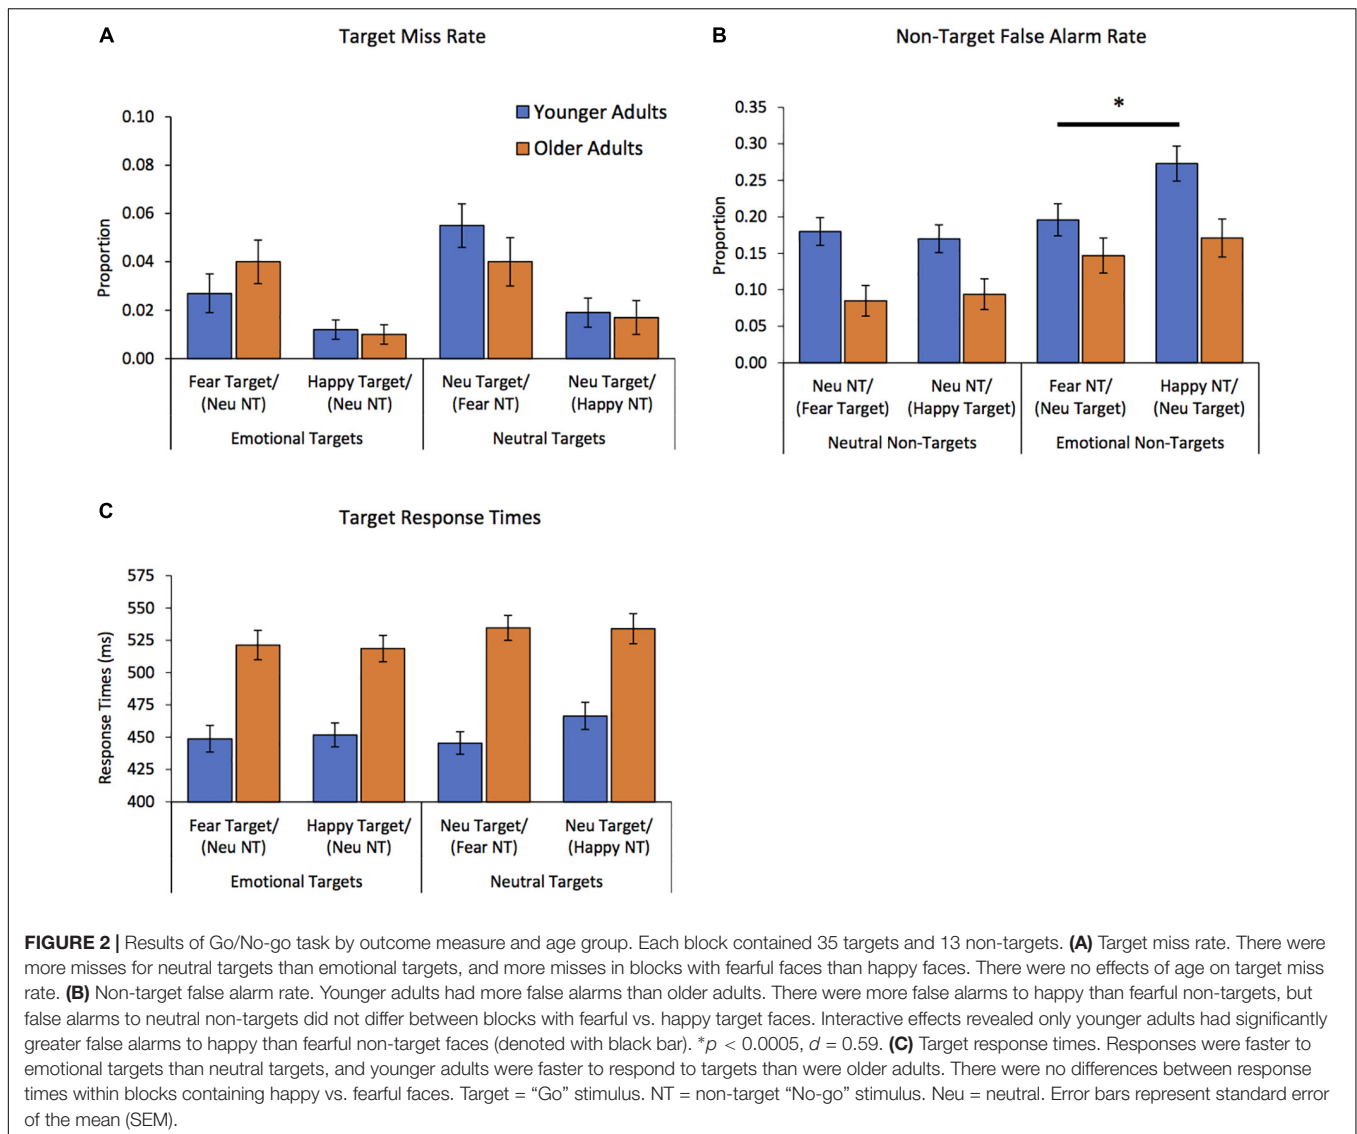 A
Target Miss Rate
0.10
0.08
0.06
0.04
0.02
0.00
Proportion
Younger Adults
Older Adults
Fear Target/ Happy Target/ Neu Target/ Neu Target/
(Neu NT) (Neu NT) (Fear NT) (Happy NT)
Emotional Targets Neutral Targets
B
Non-Target False Alarm Rate
0.35
0.30
0.25
0.20
0.15
0.10
0.05
0.00
Proportion
*
Neu NT/ Neu NT/ Fear NT/ Happy NT/
(Fear Target) (Happy Target) (Neu Target) (Neu Target)
Neutral Non-Targets Emotional Non-Targets
C
Target Response Times
575
550
525
500
475
450
425
400
Response Times (ms)
Fear Target/ Happy Target/ Neu Target/ Neu Target/
(Neu NT) (Neu NT) (Fear NT) (Happy NT)
Emotional Targets Neutral Targets
FIGURE 2 | Results of Go/No-go task by outcome measure and age group. Each block contained 35 targets and 13 non-targets. (A) Target miss rate. There were
more misses for neutral targets than emotional targets, and more misses in blocks with fearful faces than happy faces. There were no effects of age on target miss
rate. (B) Non-target false alarm rate. Younger adults had more false alarms than older adults. There were more false alarms to happy than fearful non-targets, but
false alarms to neutral non-targets did not differ between blocks with fearful vs. happy target faces. Interactive effects revealed only younger adults had significantly
greater false alarms to happy than fearful non-target faces (denoted with black bar). *p < 0.0005, d = 0.59. (C) Target response times. Responses were faster to
emotional targets than neutral targets, and younger adults were faster to respond to targets than were older adults. There were no differences between response
times within blocks containing happy vs. fearful faces. Target = “Go” stimulus. NT = non-target “No-go” stimulus. Neu = neutral. Error bars represent standard error
of the mean (SEM).